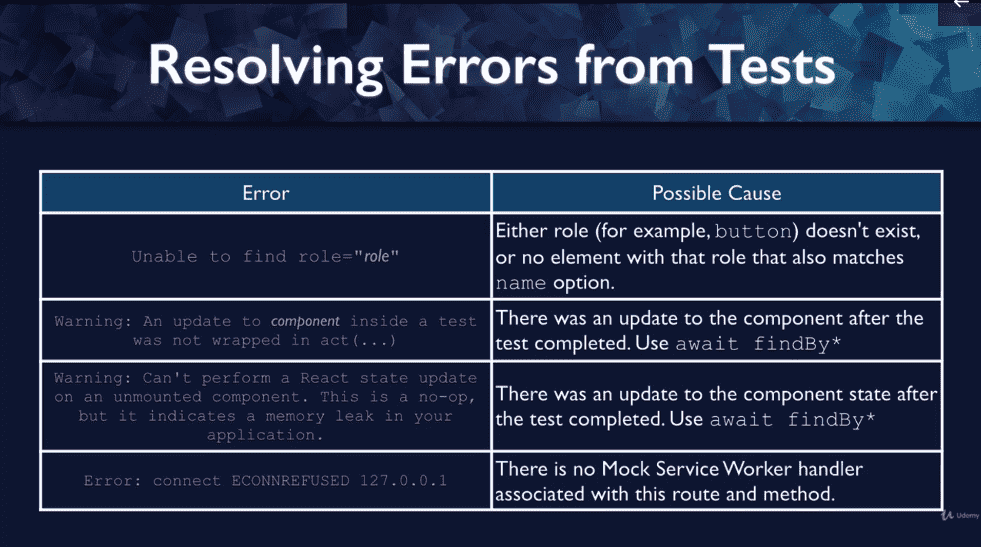 Resolving Errors from Tests
Error
Possible Cause
Unable to find role="role"
Either role (for example, button) doesn't exist,
or no element with that role that also matches
name option.
Warning: An update to component inside a test
was not wrapped in act(...)
There was an update to the component after the
test completed. Use await findBy*
Warning: Can't perform a React state update
on an unmounted component. This is a no-op,
but it indicates a memory leak in your
application.
There was an update to the component state after
the test completed. Use await findBy*
Error: connect ECONNREFUSED 127.0.0.1
There is no Mock Service Worker handler
associated with this route and method.
Udemy